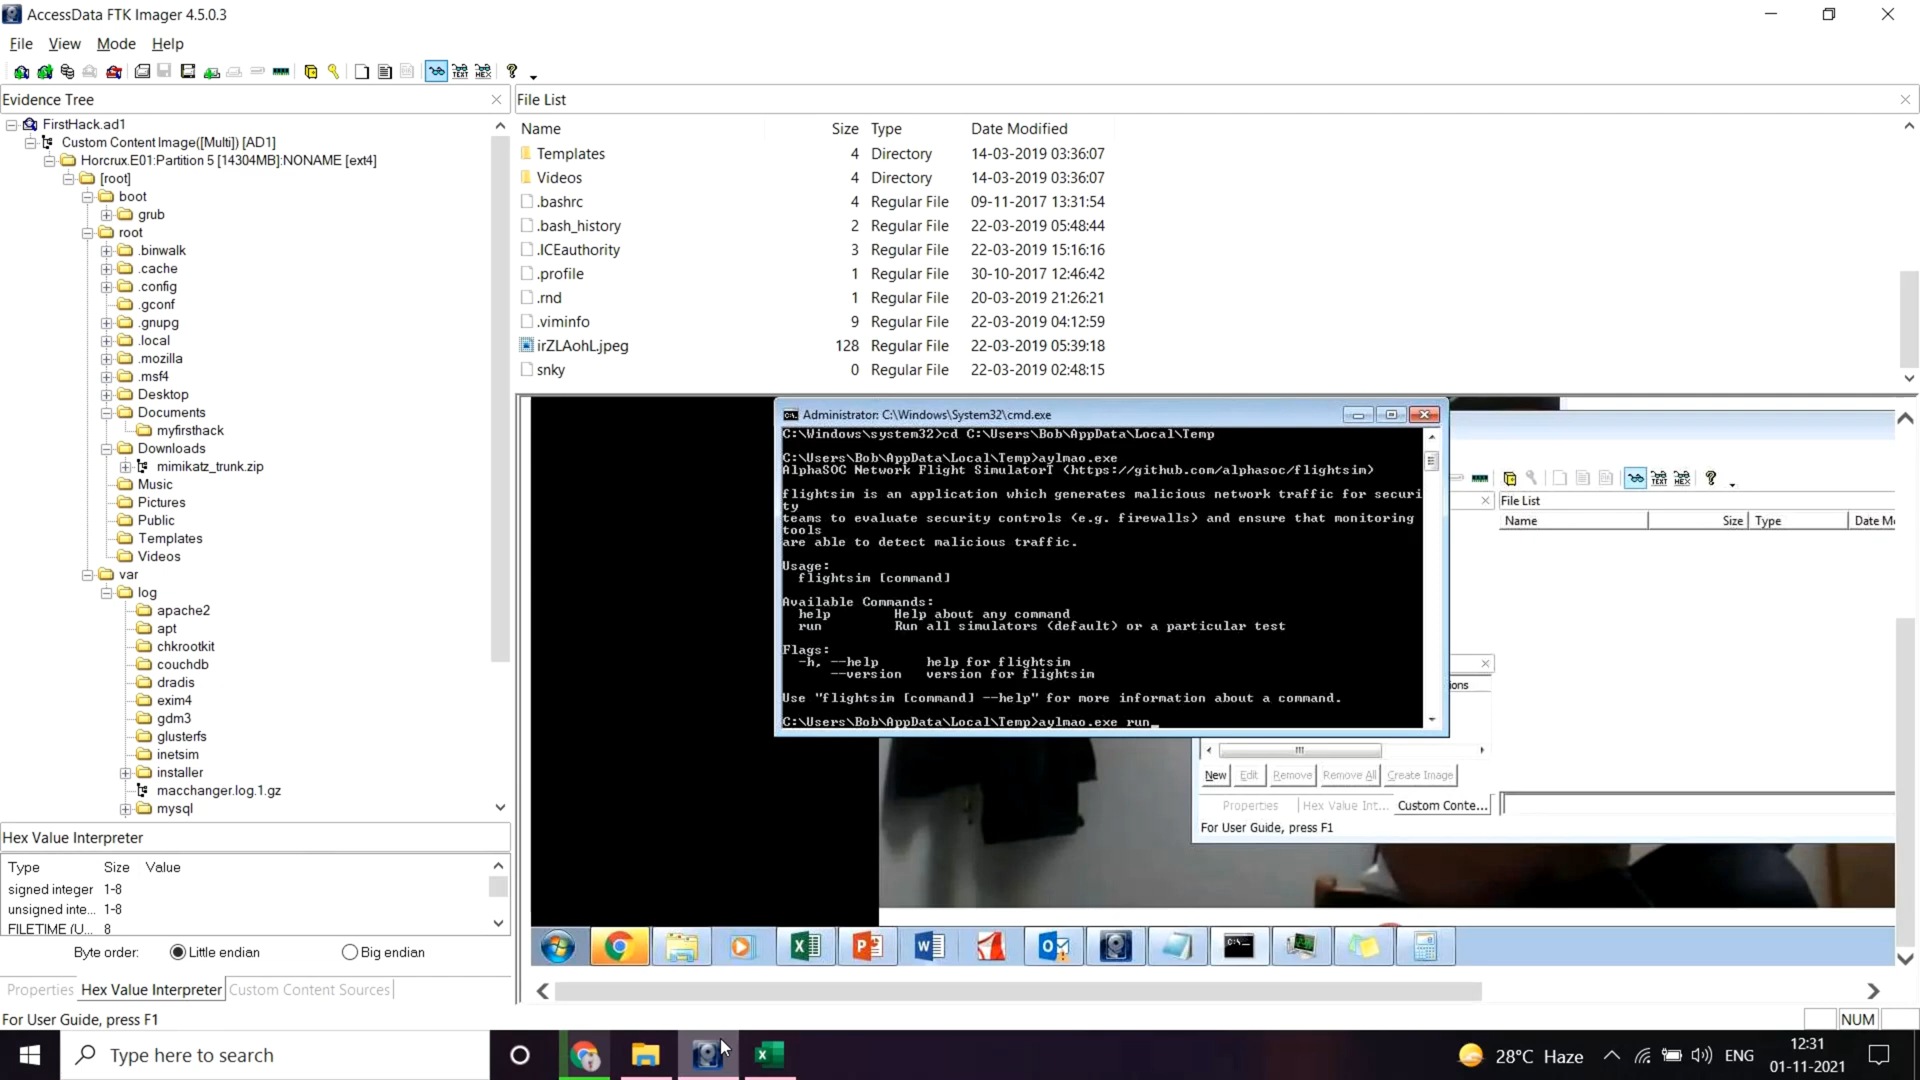 AccessData FTK Imager 4.5.0.3
File View Mode Help
Evidence Tree
File List
FirstHack.ad1
Custom Content Image([Multi]) [AD1]
Horcrux.E01:Partition 5 [14304MB]:NONAME [ext4]
[root]
boot
grub
root
.binwalk
.cache
.config
.gconf
.gnupg
.local
.mozilla
.msf4
Desktop
Documents
myfirsthack
Downloads
mimikatz_trunk.zip
Music
Pictures
Public
Templates
Videos
var
log
apache2
apt
chkrootkit
couchdb
dradis
exim4
gdm3
glusterfs
inetsim
installer
macchanger.log.1.gz
mysql
Name Size Type Date Modified
Templates 4 Directory 14-03-2019 03:36:07
Videos 4 Directory 14-03-2019 03:36:07
.bashrc 4 Regular File 09-11-2017 13:31:54
.bash_history 2 Regular File 22-03-2019 05:48:44
.ICEauthority 3 Regular File 22-03-2019 15:16:16
.profile 1 Regular File 30-10-2017 12:46:42
.rnd 1 Regular File 20-03-2019 21:26:21
.viminfo 9 Regular File 22-03-2019 04:12:59
irZLAohL.jpeg 128 Regular File 22-03-2019 05:39:18
snky 0 Regular File 22-03-2019 02:48:15
Administrator: C:\Windows\System32\cmd.exe
C:\Windows\system32>cd C:\Users\Bob\AppData\Local\Temp
C:\Users\Bob\AppData\Local\Temp>aylmao.exe
AlphaSOC Network Flight SimulatorT (https://github.com/alphasoc/flightsim)
flightsim is an application which generates malicious network traffic for securi
ty
teams to evaluate security controls (e.g. firewalls) and ensure that monitoring
tools
are able to detect malicious traffic.
Usage:
flightsim [command]
Available Commands:
help Help about any command
run Run all simulators (default) or a particular test
Flags:
-h, --help help for flightsim
--version version for flightsim
Use "flightsim [command] --help" for more information about a command.
C:\Users\Bob\AppData\Local\Temp>aylmao.exe run_
File List
Name Size Type Date Mo
ions
New Edit Remove Remove All Create Image
Properties Hex Value Int... Custom Conte...
For User Guide, press F1
Hex Value Interpreter
Type Size Value
signed integer 1-8
unsigned inte... 1-8
FILETIME (U... 8
Byte order: Little endian Big endian
Properties Hex Value Interpreter Custom Content Sources
For User Guide, press F1
NUM
Type here to search
28°C Haze ENG
12:31
01-11-2021